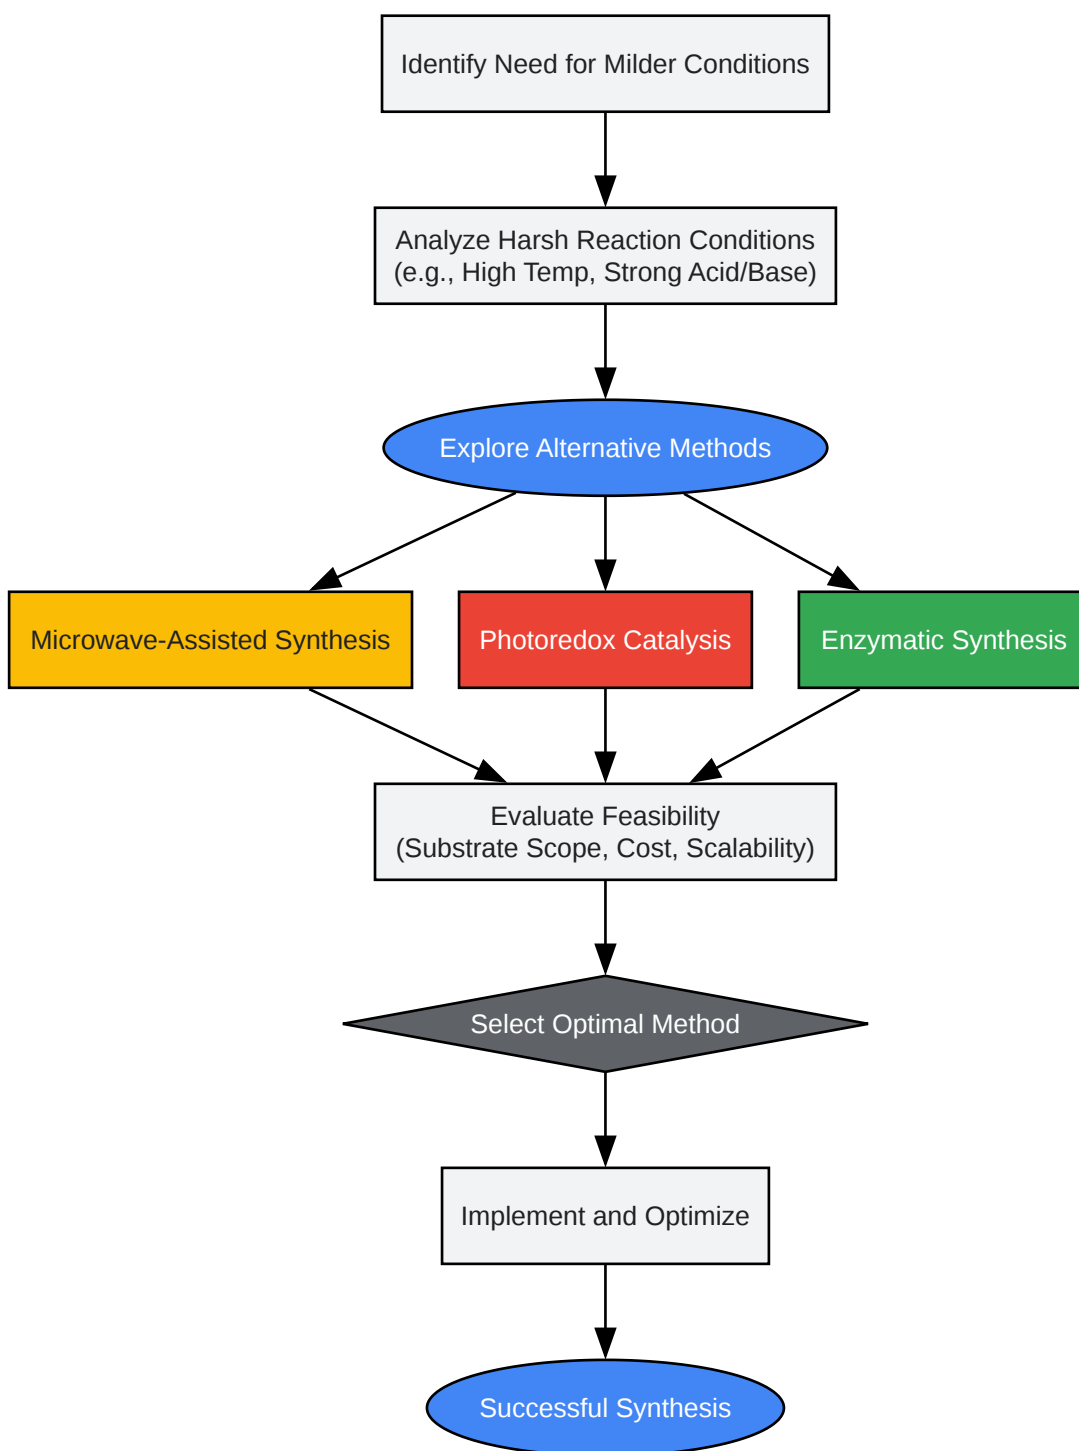 Identify Need for Milder Conditions
Analyze Harsh Reaction Conditions
(e.g., High Temp, Strong Acid/Base)
Explore Alternative Methods
Microwave-Assisted Synthesis
Photoredox Catalysis
Enzymatic Synthesis
Evaluate Feasibility
(Substrate Scope, Cost, Scalability)
Select Optimal Method
Implement and Optimize
Successful Synthesis